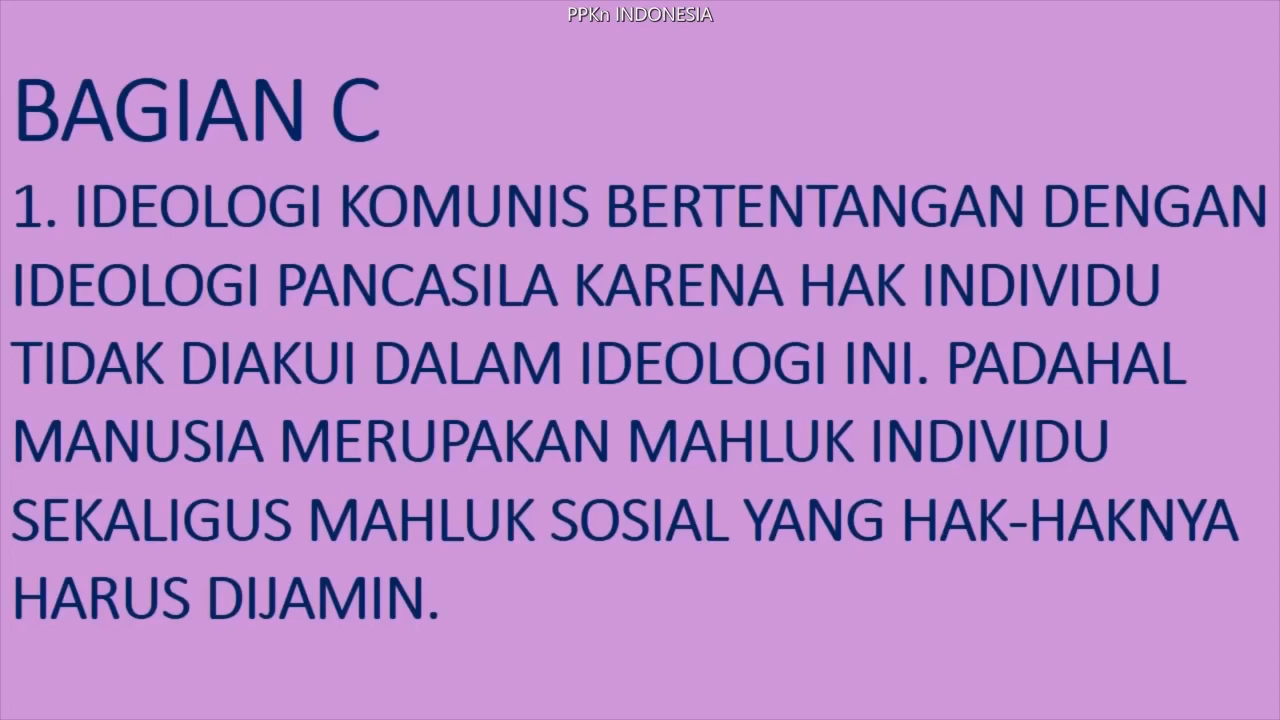 PPKn INDONESIA
BAGIAN C
1. IDEOLOGI KOMUNIS BERTENTANGAN DENGAN
IDEOLOGI PANCASILA KARENA HAK INDIVIDU
TIDAK DIAKUI DALAM IDEOLOGI INI. PADAHAL
MANUSIA MERUPAKAN MAHLUK INDIVIDU
SEKALIGUS MAHLUK SOSIAL YANG HAK-HAKNYA
HARUS DIJAMIN.